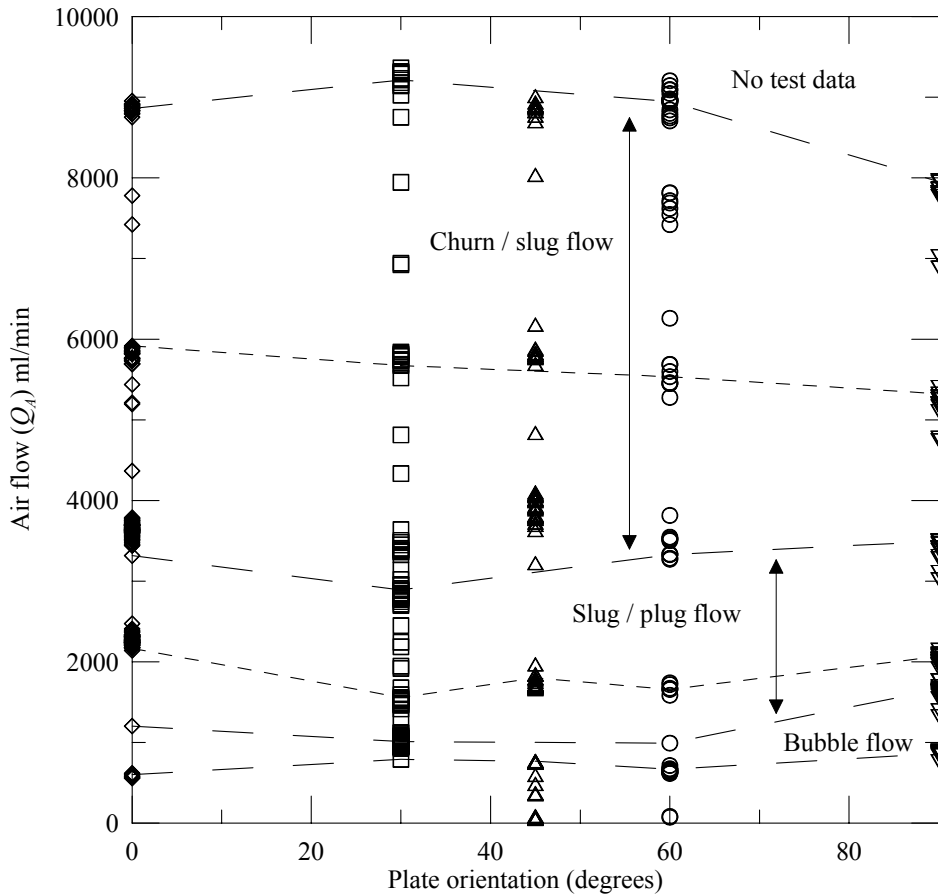 10000
No test data
8000
Churn / slug flow
6000
Air flow (Q_A) ml/min
4000
Slug / plug flow
2000
Bubble flow
0
0 20 40 60 80
Plate orientation (degrees)